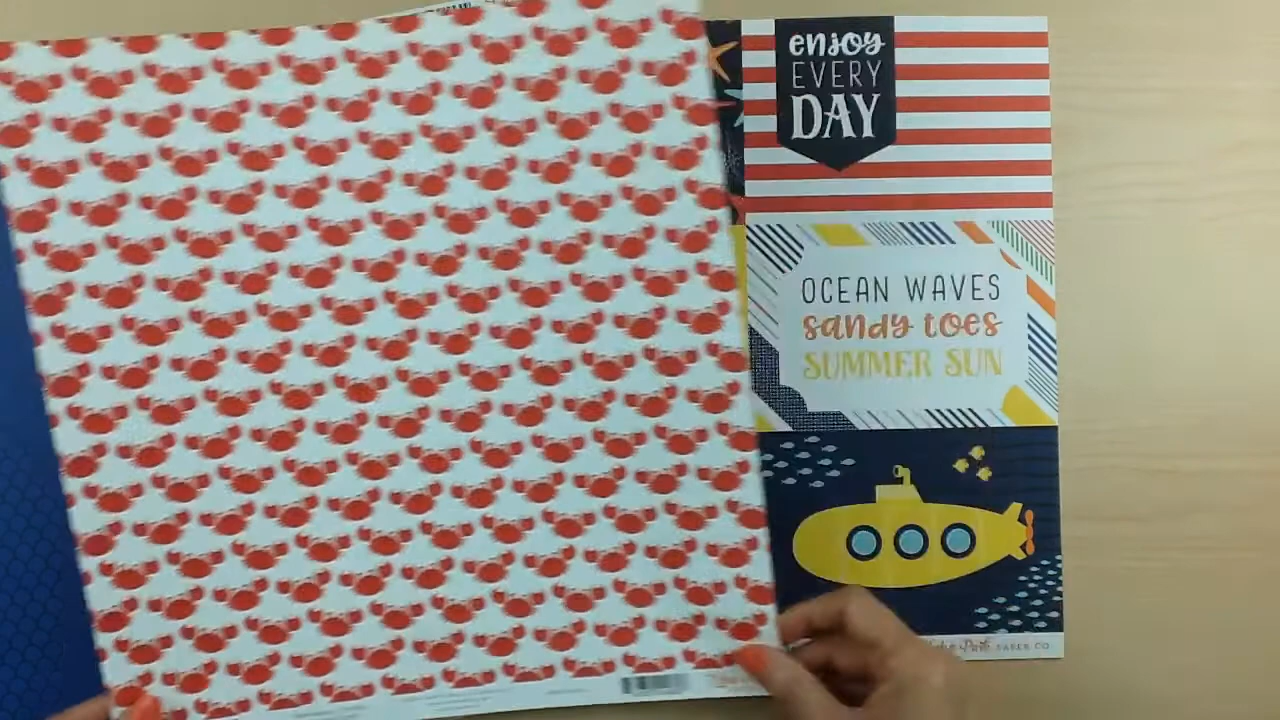 enjoy
EVERY
DAY
OCEAN WAVES
sandy toes
SUMMER SUN
PAPER CO.